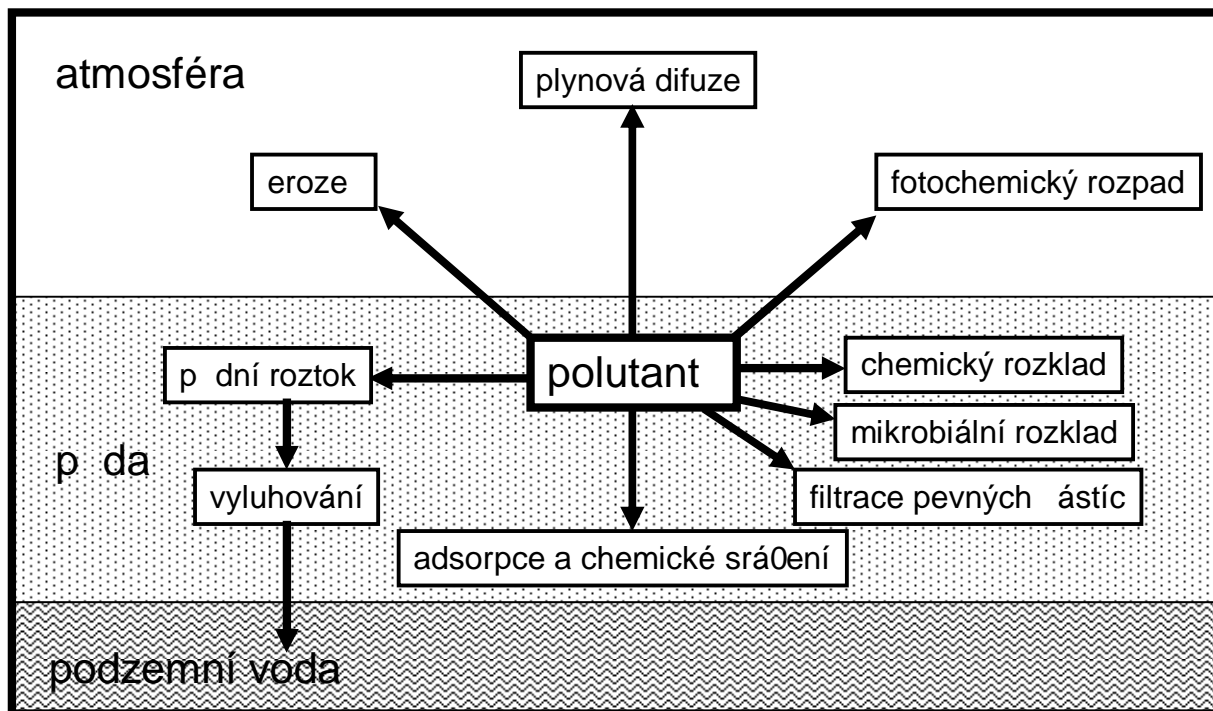 atmosféra
plynová difuze
eroze
fotochemický rozpad
p dní roztok
polutant
chemický rozklad
mikrobiální rozklad
p da
vyluhování
filtrace pevných ástíc
adsorpce a chemické srá0ení
podzemní voda